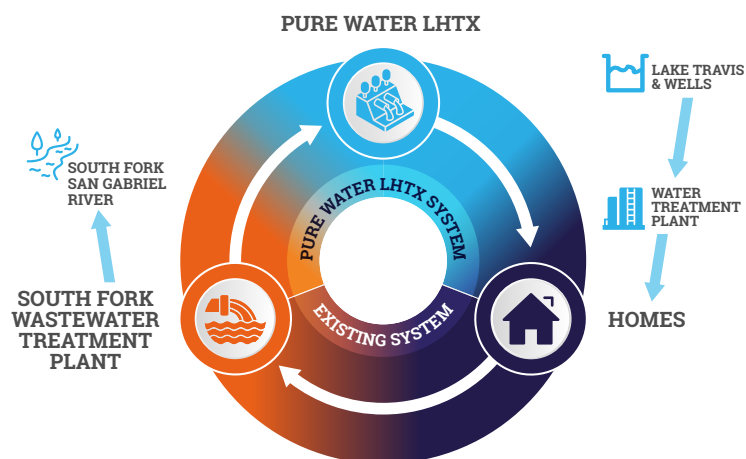 PURE WATER LHTX
LAKE TRAVIS
& WELLS
SOUTH FORK
SAN GABRIEL
RIVER
WATER
TREATMENT
PLANT
PURE WATER LHTX SYSTEM
EXISTING SYSTEM
SOUTH FORK
WASTEWATER
TREATMENT
PLANT
HOMES